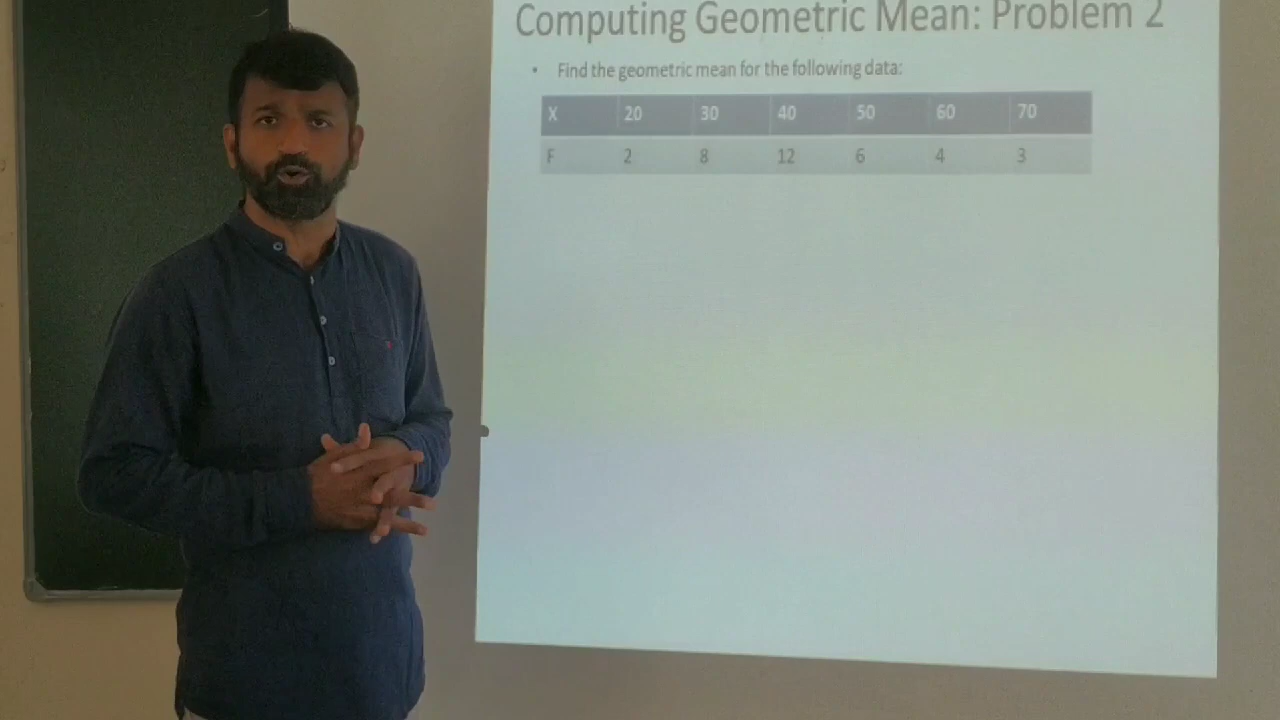 Computing Geometric Mean: Problem 2
• Find the geometric mean for the following data:
X 20 30 40 50 60 70
F 2 8 12 6 4 3